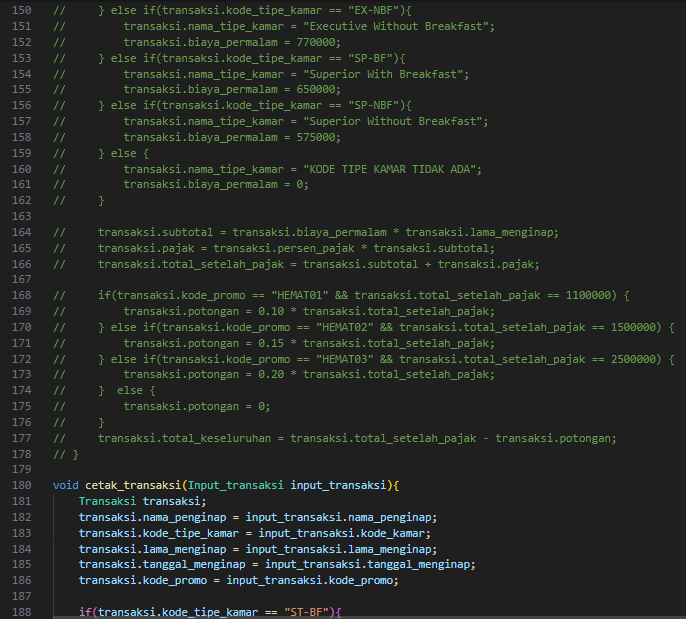 150 //     } else if(transaksi.kode_tipe_kamar == "EX-NBF"){
151 //         transaksi.nama_tipe_kamar = "Executive Without Breakfast";
152 //         transaksi.biaya_permalam = 770000;
153 //     } else if(transaksi.kode_tipe_kamar == "SP-BF"){
154 //         transaksi.nama_tipe_kamar = "Superior With Breakfast";
155 //         transaksi.biaya_permalam = 650000;
156 //     } else if(transaksi.kode_tipe_kamar == "SP-NBF"){
157 //         transaksi.nama_tipe_kamar = "Superior Without Breakfast";
158 //         transaksi.biaya_permalam = 575000;
159 //     } else {
160 //         transaksi.nama_tipe_kamar = "KODE TIPE KAMAR TIDAK ADA";
161 //         transaksi.biaya_permalam = 0;
162 //     }
163
164 //     transaksi.subtotal = transaksi.biaya_permalam * transaksi.lama_menginap;
165 //     transaksi.pajak = transaksi.persen_pajak * transaksi.subtotal;
166 //     transaksi.total_setelah_pajak = transaksi.subtotal + transaksi.pajak;
167
168 //     if(transaksi.kode_promo == "HEMAT01" && transaksi.total_setelah_pajak == 1100000) {
169 //         transaksi.potongan = 0.10 * transaksi.total_setelah_pajak;
170 //     } else if(transaksi.kode_promo == "HEMAT02" && transaksi.total_setelah_pajak == 1500000) {
171 //         transaksi.potongan = 0.15 * transaksi.total_setelah_pajak;
172 //     } else if(transaksi.kode_promo == "HEMAT03" && transaksi.total_setelah_pajak == 2500000) {
173 //         transaksi.potongan = 0.20 * transaksi.total_setelah_pajak;
174 //     }  else {
175 //         transaksi.potongan = 0;
176 //     }
177 //     transaksi.total_keseluruhan = transaksi.total_setelah_pajak - transaksi.potongan;
178 // }
179
180 void cetak_transaksi(Input_transaksi input_transaksi){
181     Transaksi transaksi;
182     transaksi.nama_penginap = input_transaksi.nama_penginap;
183     transaksi.kode_tipe_kamar = input_transaksi.kode_kamar;
184     transaksi.lama_menginap = input_transaksi.lama_menginap;
185     transaksi.tanggal_menginap = input_transaksi.tanggal_menginap;
186     transaksi.kode_promo = input_transaksi.kode_promo;
187
188     if(transaksi.kode_tipe_kamar == "ST-BF"){